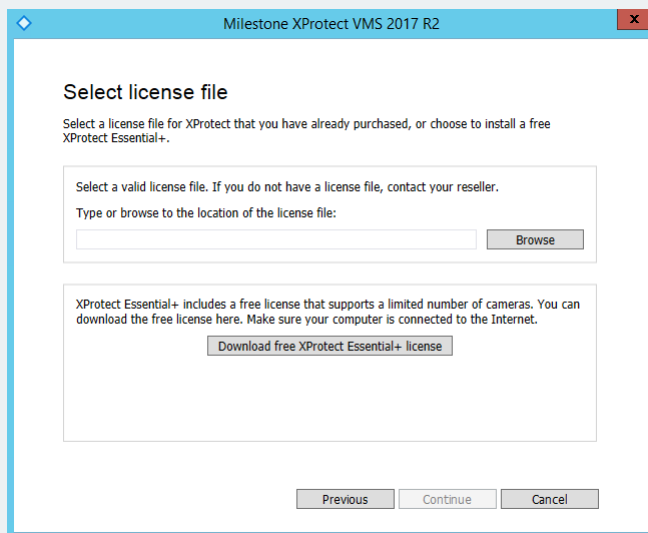 Milestone XProtect VMS 2017 R2
x
Select license file
Select a license file for XProtect that you have already purchased, or choose to install a free
XProtect Essential+.
Select a valid license file. If you do not have a license file, contact your reseller.
Type or browse to the location of the license file:
Browse
XProtect Essential+ includes a free license that supports a limited number of cameras. You can
download the free license here. Make sure your computer is connected to the Internet.
Download free XProtect Essential+ license
Previous Continue Cancel